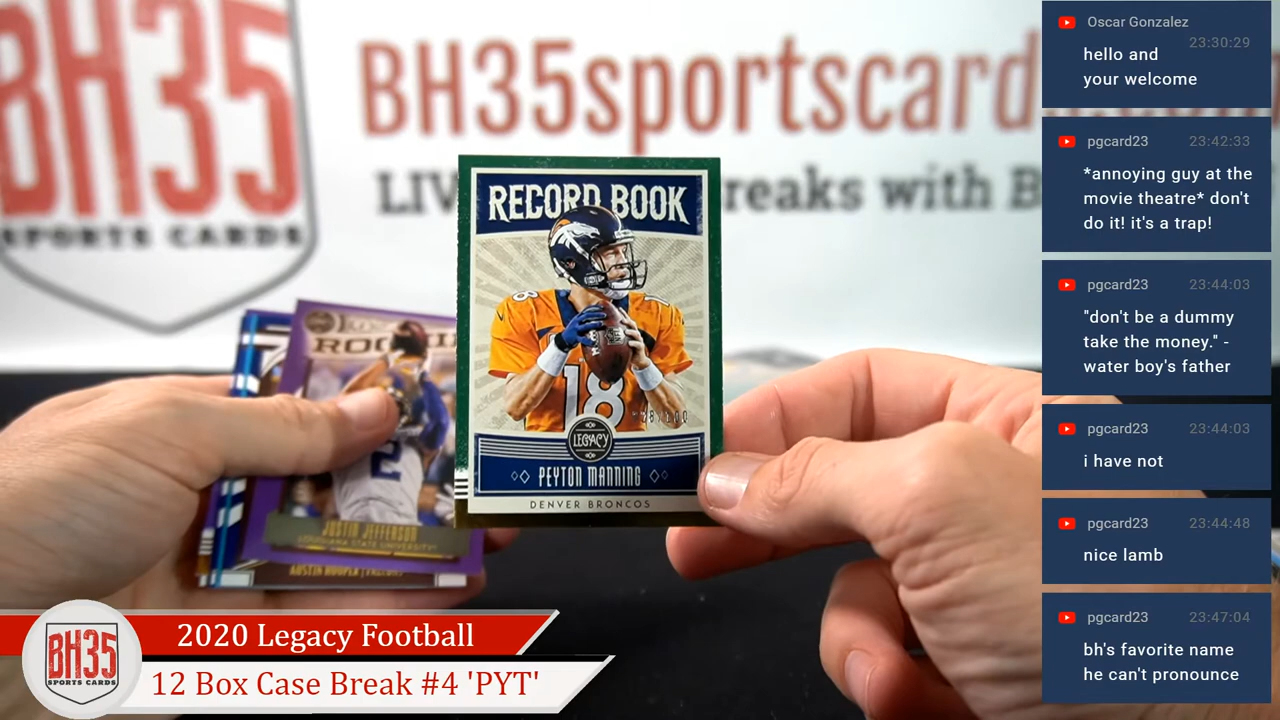 BH35
SPORTS CARDS
BH35sportscard
LIV
reaks with B
RECORD BOOK
18
18
18
LEGACY
PEYTON MANNING
DENVER BRONCOS
2
JUSTIN JEFFERSON
LOUISIANA STATE UNIVERSITY
AUSTIN HOOPER
BH35
SPORTS CARDS
2020 Legacy Football
12 Box Case Break #4 'PYT'
Oscar Gonzalez
23:30:29
hello and
your welcome
pgcard23 23:42:33
*annoying guy at the
movie theatre* don't
do it! it's a trap!
pgcard23 23:44:03
"don't be a dummy
take the money." -
water boy's father
pgcard23 23:44:03
i have not
pgcard23 23:44:48
nice lamb
pgcard23 23:47:04
bh's favorite name
he can't pronounce